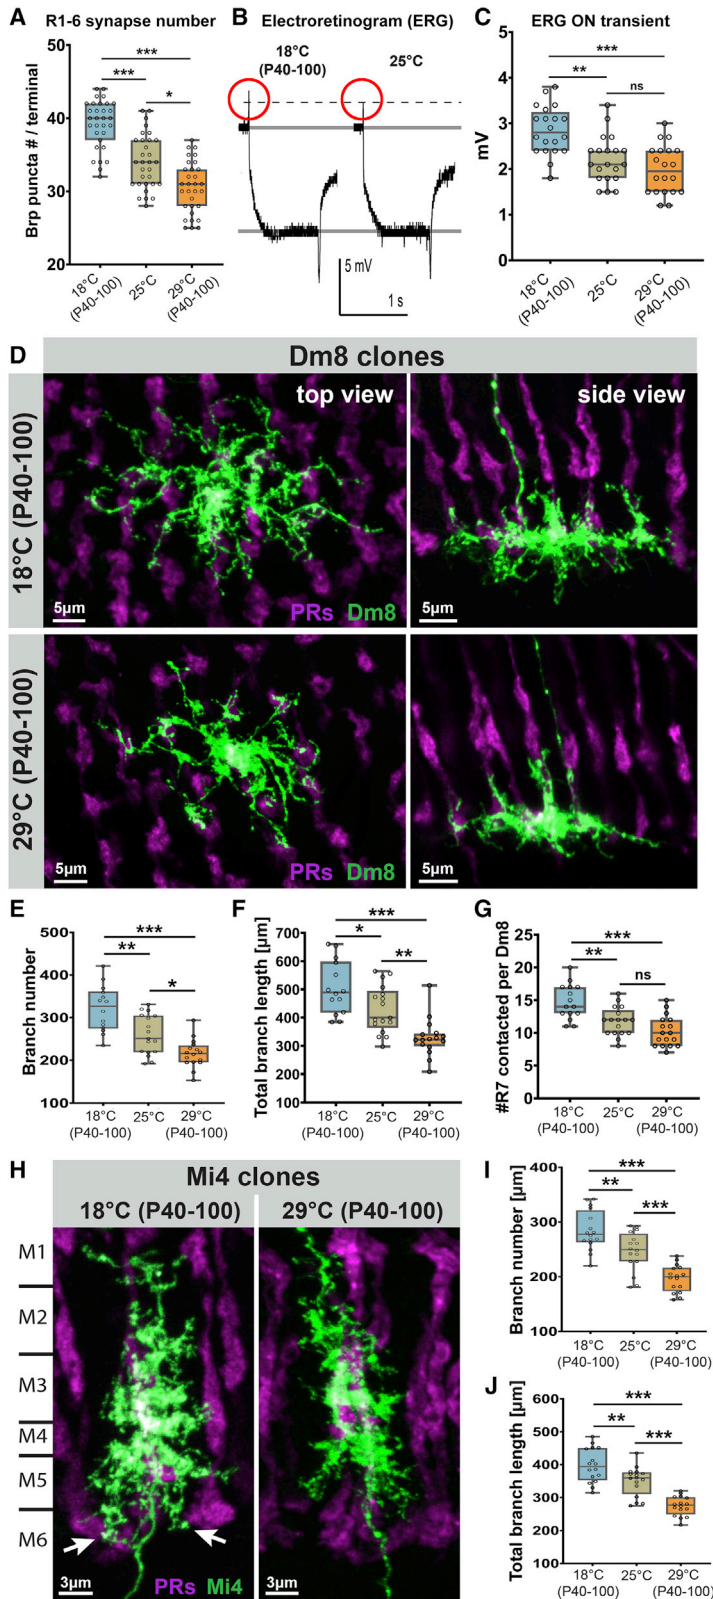 A R1-6 synapse number
***
***
*
Brp puncta # / terminal
50
40
30
20
18°C
(P40-100)
25°C
29°C
(P40-100)
B Electroretinogram (ERG)
18°C
(P40-100)
25°C
5 mV
1 s
C ERG ON transient
***
**
ns
mV
5
4
3
2
1
0
18°C
(P40-100)
25°C
29°C
(P40-100)
D Dm8 clones
18°C (P40-100)
top view
PRs Dm8
5µm
side view
5µm
29°C (P40-100)
PRs Dm8
5µm
5µm
E
***
**
*
Branch number
500
400
300
200
100
18°C
(P40-100)
25°C
29°C
(P40-100)
F
***
*
**
Total branch length [µm]
700
600
500
400
300
200
100
18°C
(P40-100)
25°C
29°C
(P40-100)
G
***
**
ns
#R7 contacted per Dm8
25
20
15
10
5
0
18°C
(P40-100)
25°C
29°C
(P40-100)
H Mi4 clones
18°C (P40-100) 29°C (P40-100)
M1
M2
M3
M4
M5
M6
3µm
PRs Mi4
3µm
I
***
**
***
Branch number [µm]
400
300
200
100
18°C
(P40-100)
25°C
29°C
(P40-100)
J
***
**
***
Total branch length [µm]
600
500
400
300
200
100
18°C
(P40-100)
25°C
29°C
(P40-100)